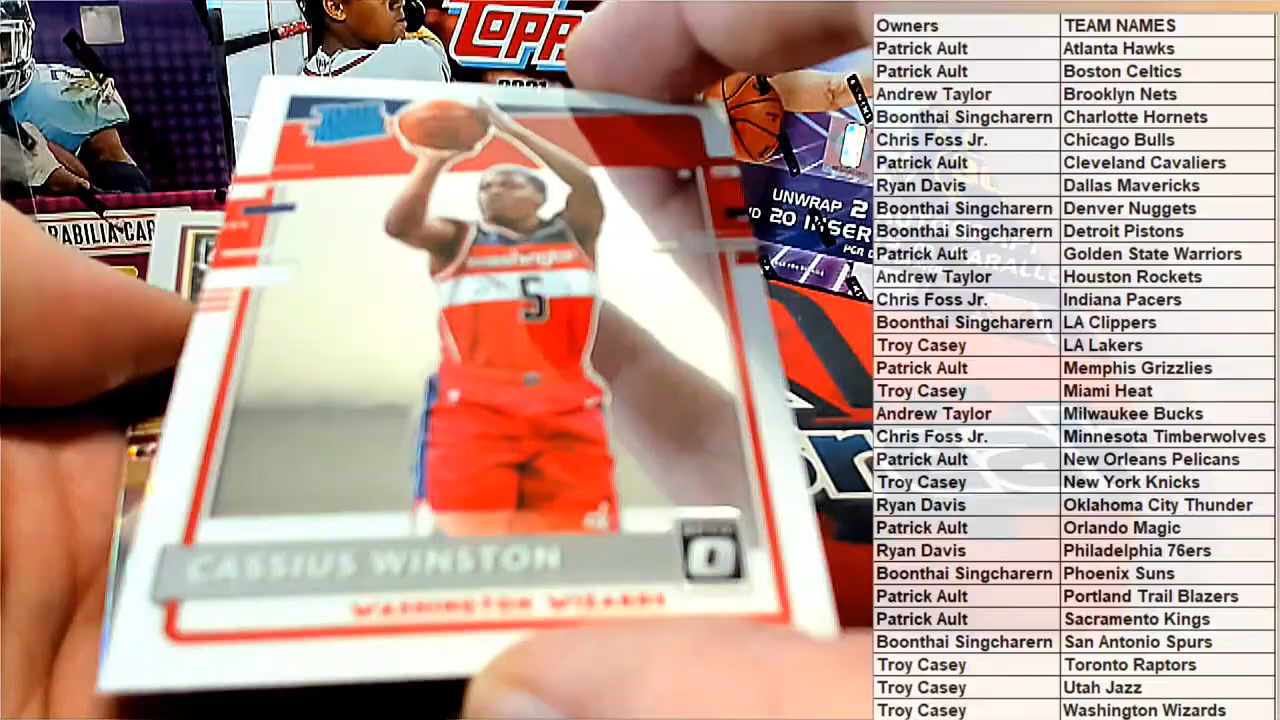 TOPP
2021
RABILIA CAR
UNWRAP 2
20 INSER
PER
Washington
5
CASSIUS WINSTON
WASHINGTON WIZARDS
Owners TEAM NAMES
Patrick Ault Atlanta Hawks
Patrick Ault Boston Celtics
Andrew Taylor Brooklyn Nets
Boonthai Singcharern Charlotte Hornets
Chris Foss Jr. Chicago Bulls
Patrick Ault Cleveland Cavaliers
Ryan Davis Dallas Mavericks
Boonthai Singcharern Denver Nuggets
Boonthai Singcharern Detroit Pistons
Patrick Ault Golden State Warriors
Andrew Taylor Houston Rockets
Chris Foss Jr. Indiana Pacers
Boonthai Singcharern LA Clippers
Troy Casey LA Lakers
Patrick Ault Memphis Grizzlies
Troy Casey Miami Heat
Andrew Taylor Milwaukee Bucks
Chris Foss Jr. Minnesota Timberwolves
Patrick Ault New Orleans Pelicans
Troy Casey New York Knicks
Ryan Davis Oklahoma City Thunder
Patrick Ault Orlando Magic
Ryan Davis Philadelphia 76ers
Boonthai Singcharern Phoenix Suns
Patrick Ault Portland Trail Blazers
Patrick Ault Sacramento Kings
Boonthai Singcharern San Antonio Spurs
Troy Casey Toronto Raptors
Troy Casey Utah Jazz
Troy Casey Washington Wizards